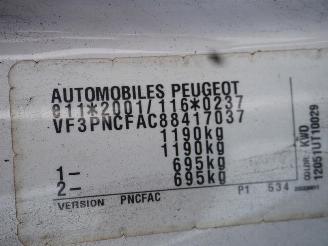 AUTOMOBILES PEUGEOT
e11*2001/116*0237
VF3PNCFAC88417037
1190kg
1190kg
1- 695kg
2- 695kg
VERSION PNCFAC
P1 534
COLOR: KWD
12051UT10029